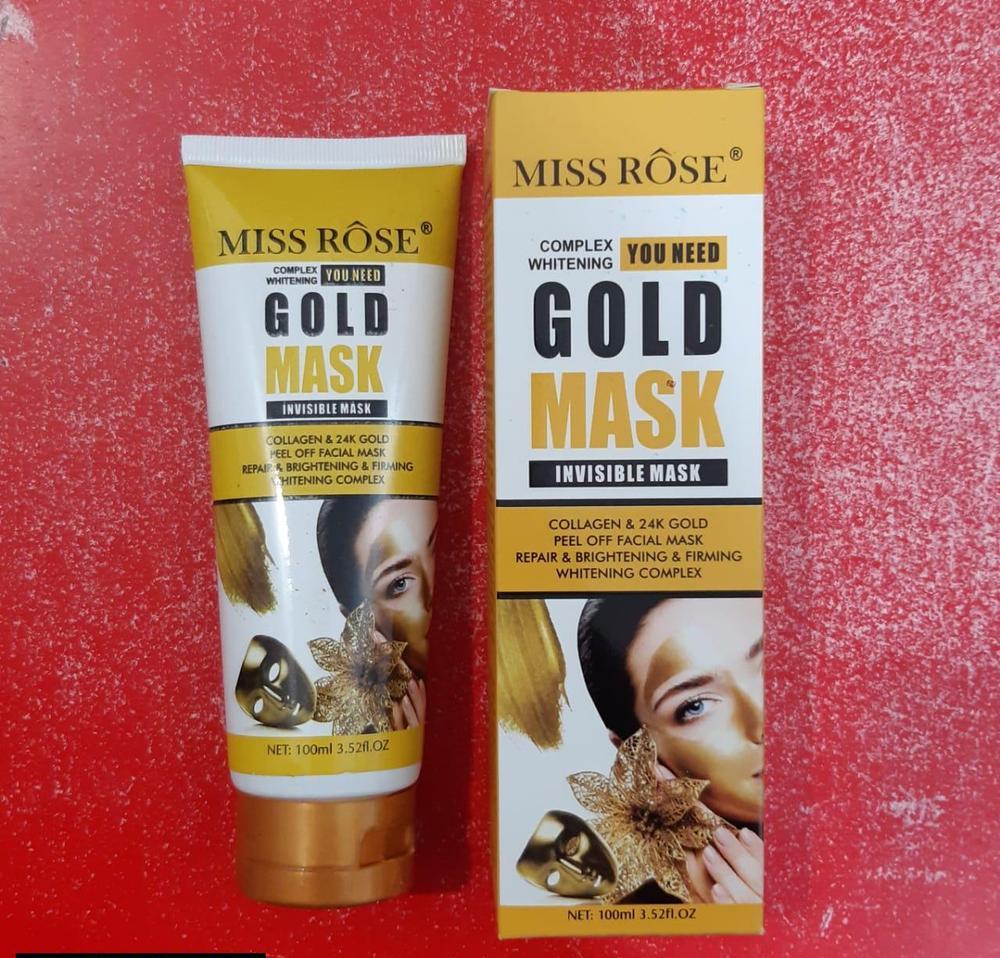 MISS RÔSE®
COMPLEX
WHITENING YOU NEED
GOLD
MASK
INVISIBLE MASK
COLLAGEN & 24K GOLD
PEEL OFF FACIAL MASK
REPAIR & BRIGHTENING & FIRMING
WHITENING COMPLEX
NET: 100ml 3.52fl.OZ
MISS RÔSE®
COMPLEX
WHITENING YOU NEED
GOLD
MASK
INVISIBLE MASK
COLLAGEN & 24K GOLD
PEEL OFF FACIAL MASK
REPAIR & BRIGHTENING & FIRMING
WHITENING COMPLEX
NET: 100ml 3.52fl.OZ